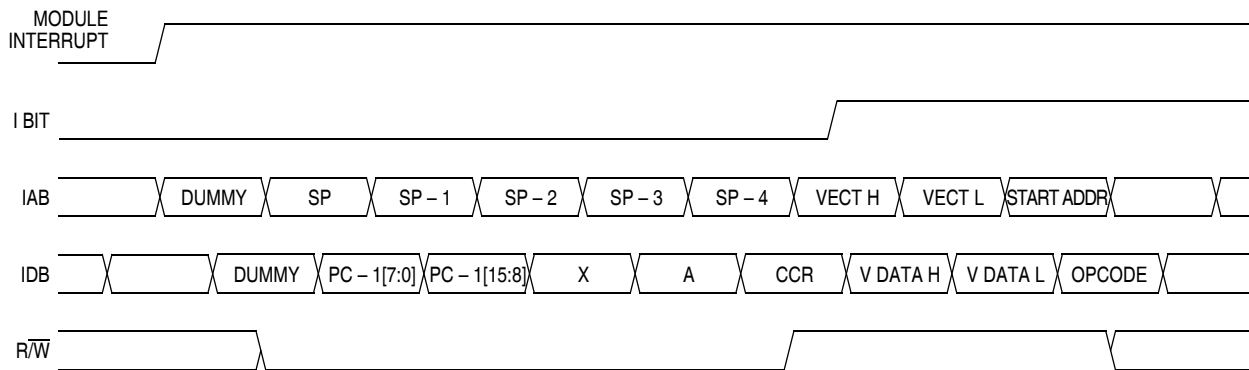 MODULE
INTERRUPT
I BIT
IAB DUMMY SP SP – 1 SP – 2 SP – 3 SP – 4 VECT H VECT L START ADDR
IDB DUMMY PC – 1[7:0] PC – 1[15:8] X A CCR V DATA H V DATA L OPCODE
R/W̅